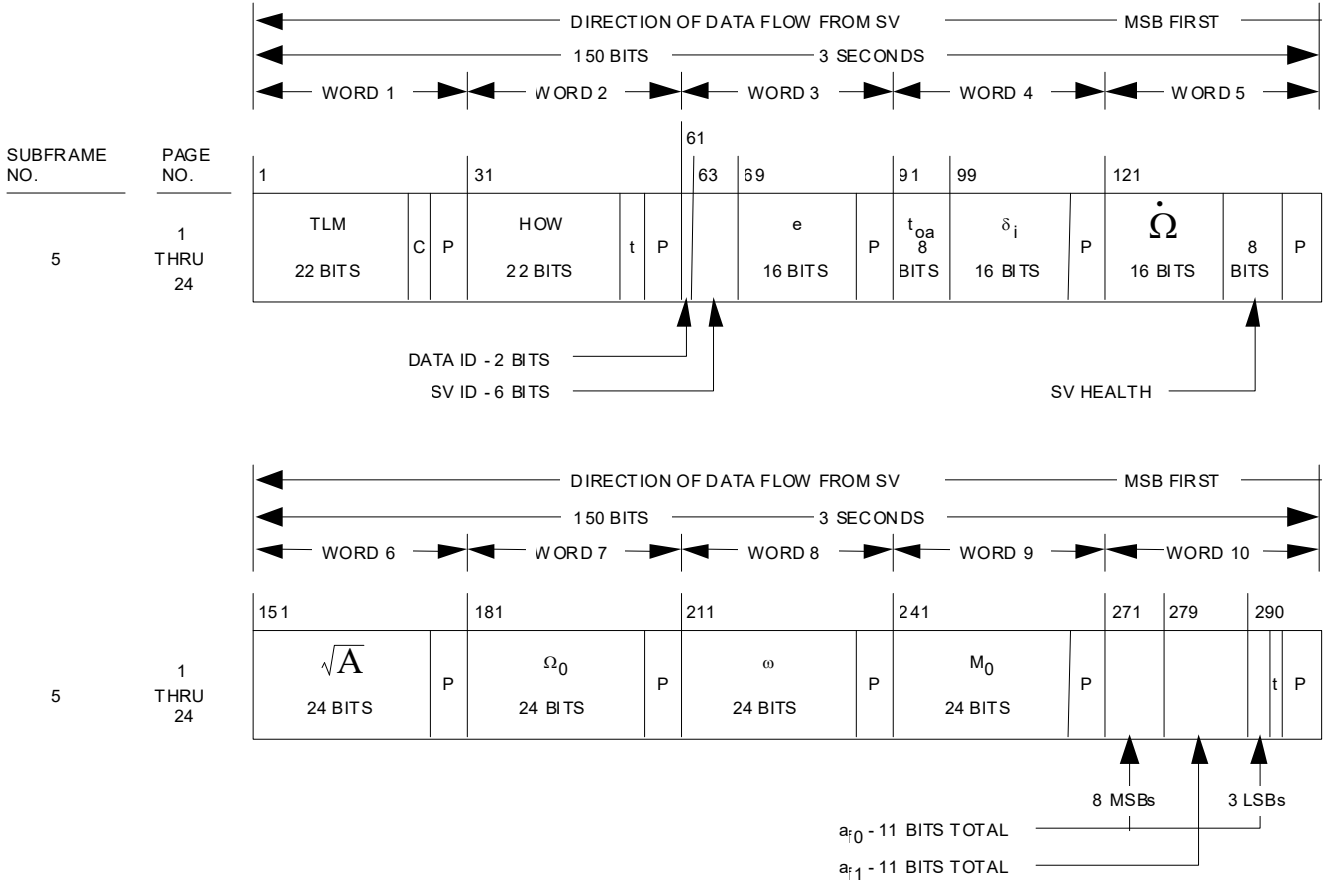 DIRECTION OF DATA FLOW FROM SV MSB FIRST
150 BITS 3 SECONDS
WORD 1 WORD 2 WORD 3 WORD 4 WORD 5
61
SUBFRAME NO. PAGE NO.
1 31 63 69 91 99 121
5
1 THRU 24
TLM 22 BITS
C
P
HOW 22 BITS
t
P
e 16 BITS
P
t_oa 8 BITS
δ_i 16 BITS
P
Ω̇ 16 BITS
8 BITS
P
DATA ID - 2 BITS
SV ID - 6 BITS
SV HEALTH
DIRECTION OF DATA FLOW FROM SV MSB FIRST
150 BITS 3 SECONDS
WORD 6 WORD 7 WORD 8 WORD 9 WORD 10
151 181 211 241 271 279 290
5
1 THRU 24
√A 24 BITS
P
Ω_0 24 BITS
P
ω 24 BITS
P
M_0 24 BITS
P
t
P
8 MSBs 3 LSBs
a_f0 - 11 BITS TOTAL
a_f1 - 11 BITS TOTAL